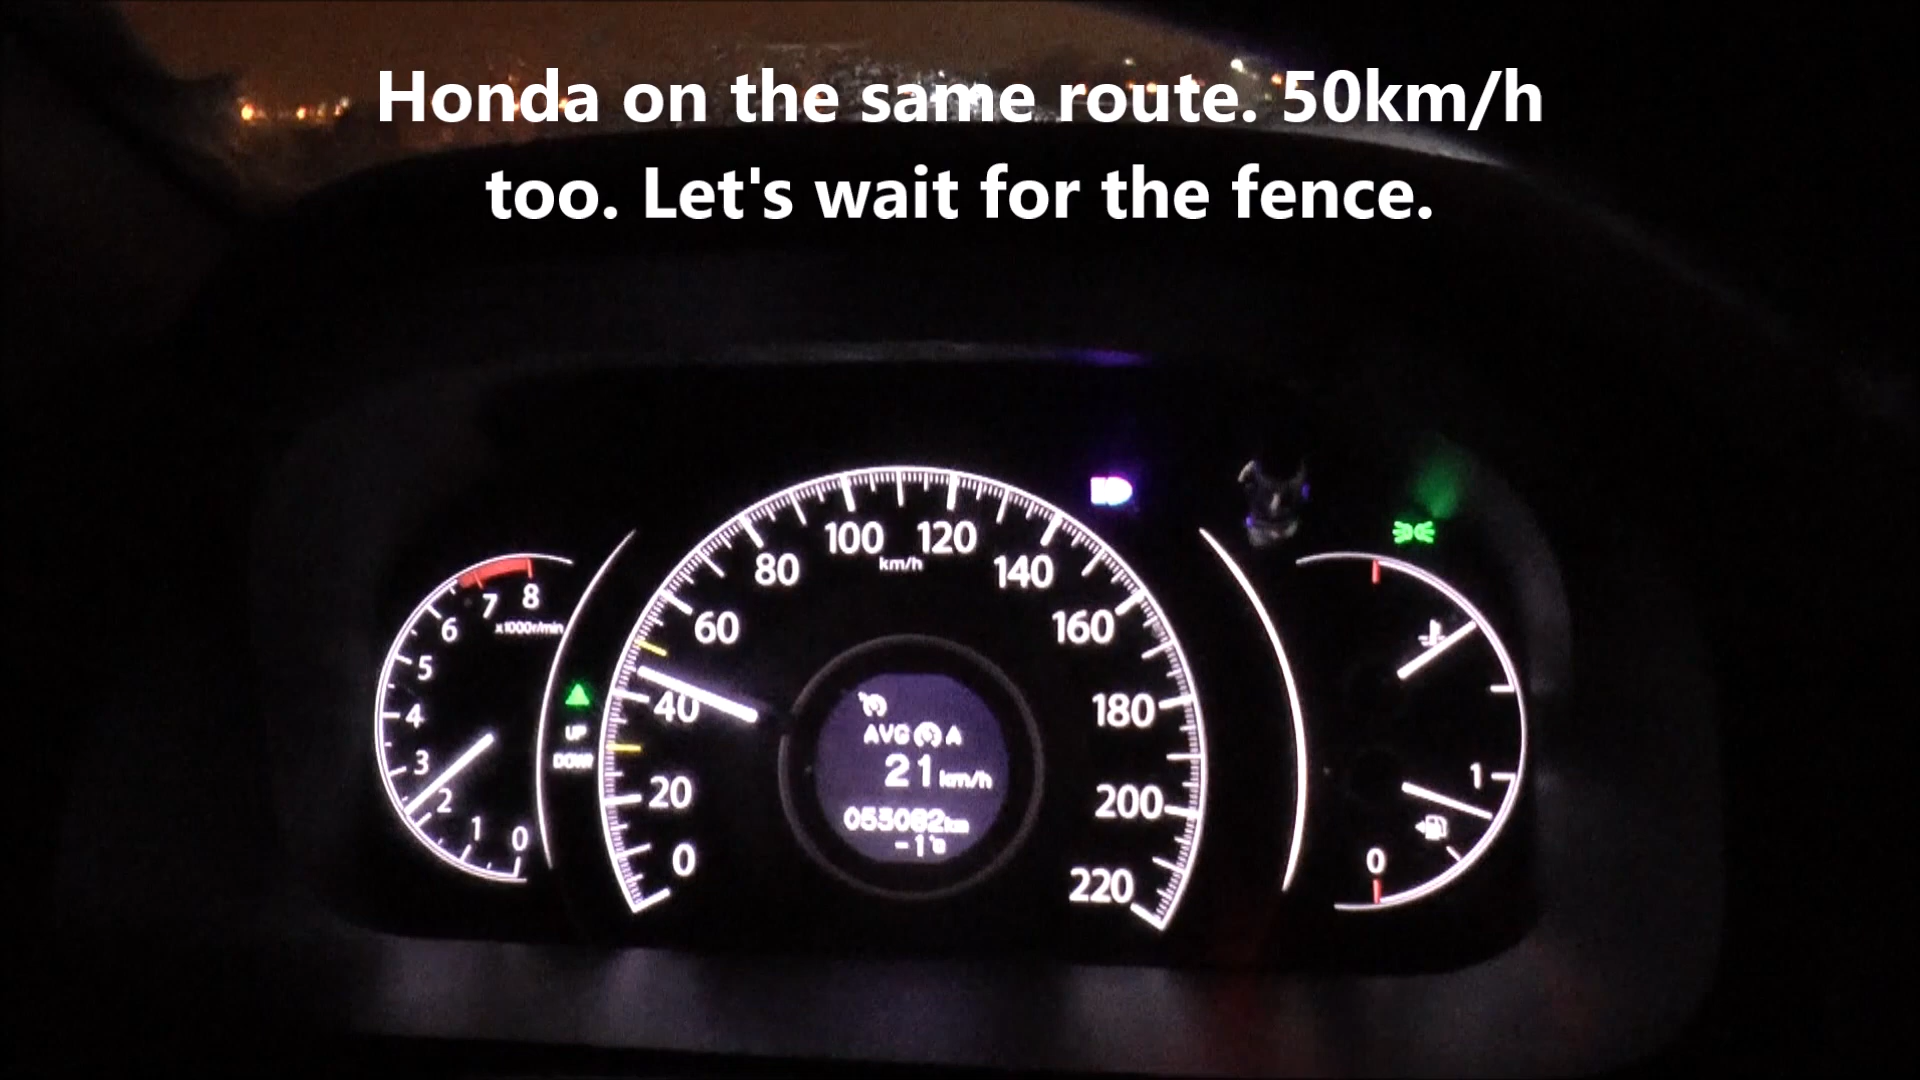 Honda on the same route. 50km/h
too. Let's wait for the fence.
100
120
km/h
80
140
60
160
40
180
20
200
0
220
8
7
x1000r/min
6
5
4
3
2
1
0
UP
DOWN
AVG A
21 km/h
055082km
-1°c
1
0